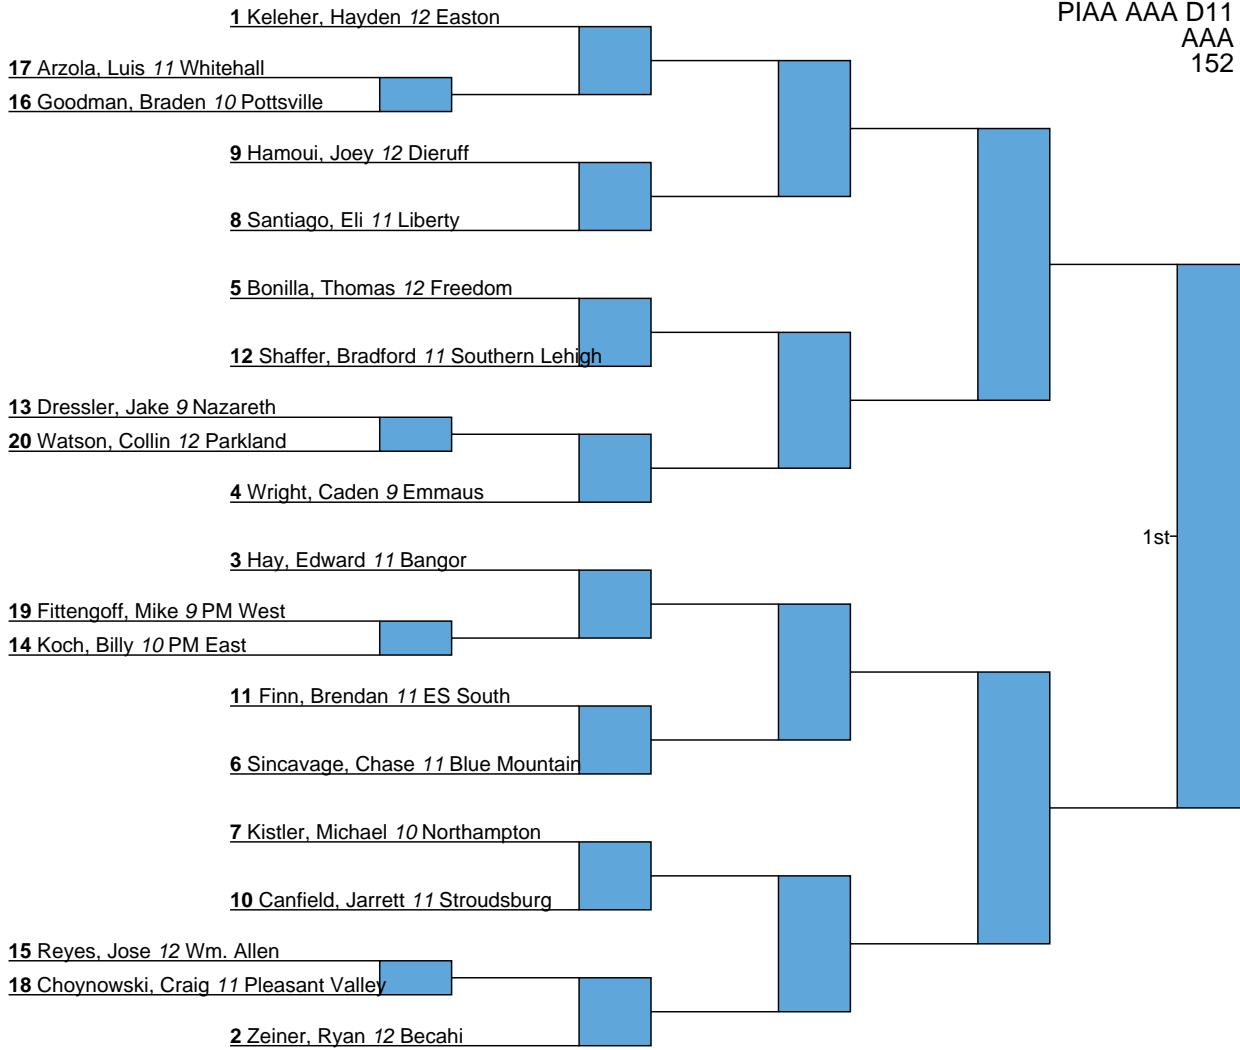 PIAA AAA D11
AAA
152
1 Keleher, Hayden 12 Easton
17 Arzola, Luis 11 Whitehall
16 Goodman, Braden 10 Pottsville
9 Hamoui, Joey 12 Dieruff
8 Santiago, Eli 11 Liberty
5 Bonilla, Thomas 12 Freedom
12 Shaffer, Bradford 11 Southern Lehigh
13 Dressler, Jake 9 Nazareth
20 Watson, Collin 12 Parkland
4 Wright, Caden 9 Emmaus
1st
3 Hay, Edward 11 Bangor
19 Fittengoff, Mike 9 PM West
14 Koch, Billy 10 PM East
11 Finn, Brendan 11 ES South
6 Sincavage, Chase 11 Blue Mountain
7 Kistler, Michael 10 Northampton
10 Canfield, Jarrett 11 Stroudsburg
15 Reyes, Jose 12 Wm. Allen
18 Choynowski, Craig 11 Pleasant Valley
2 Zeiner, Ryan 12 Becahi